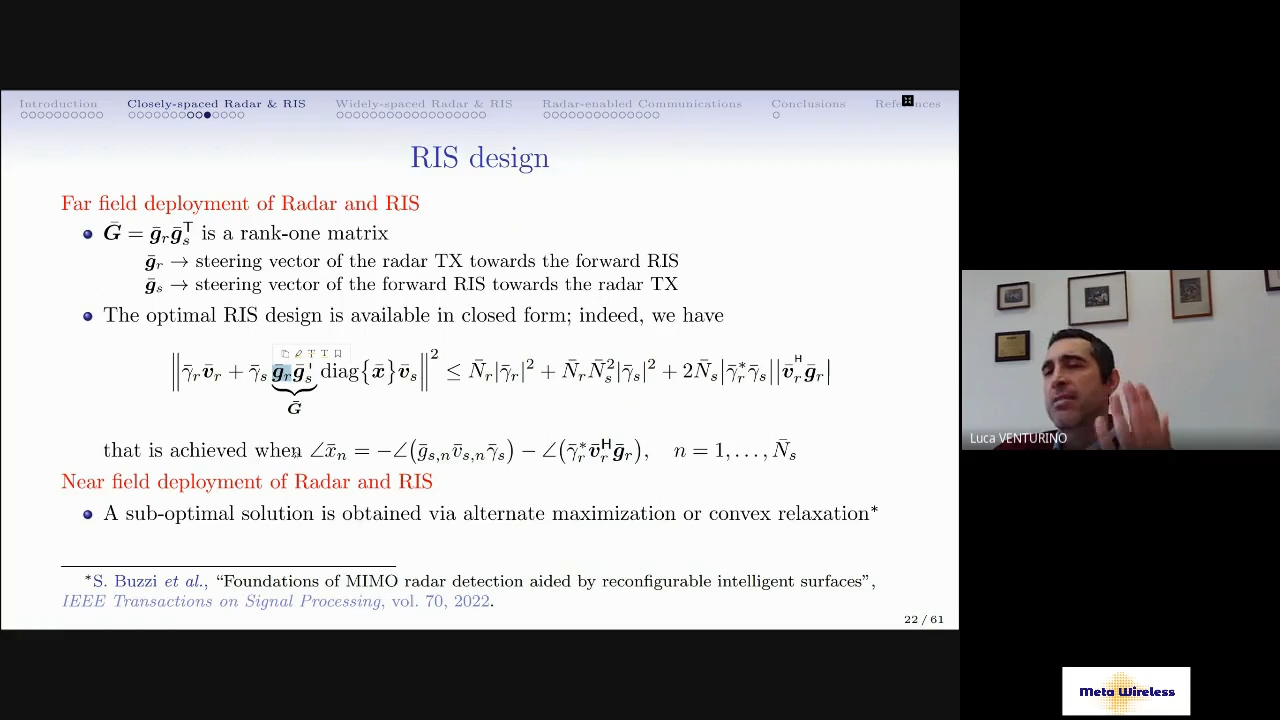 Introduction Closely-spaced Radar & RIS Widely-spaced Radar & RIS Radar-enabled Communications Conclusions
RIS design
Far field deployment of Radar and RIS
Ḡ = ḡ_r ḡ_s^T is a rank-one matrix
ḡ_r → steering vector of the radar TX towards the forward RIS
ḡ_s → steering vector of the forward RIS towards the radar TX
The optimal RIS design is available in closed form; indeed, we have
‖γ̄_r v̄_r + γ̄_s ḡ_r ḡ_s^T diag{x̄} v̄_s‖² ≤ N̄_r|γ̄_r|² + N̄_r N̄_s²|γ̄_s|² + 2N̄_s|γ̄_r^* γ̄_s||v̄_r^H ḡ_r|
Ḡ
that is achieved when ∠x̄_n = −∠(ḡ_{s,n} v̄_{s,n} γ̄_s) − ∠(γ̄_r^* v̄_r^H ḡ_r), n = 1, . . . , N̄_s
Near field deployment of Radar and RIS
A sub-optimal solution is obtained via alternate maximization or convex relaxation*
*S. Buzzi et al., “Foundations of MIMO radar detection aided by reconfigurable intelligent surfaces”,
IEEE Transactions on Signal Processing, vol. 70, 2022.
22 / 61
Luca VENTURINO
Meta Wireless